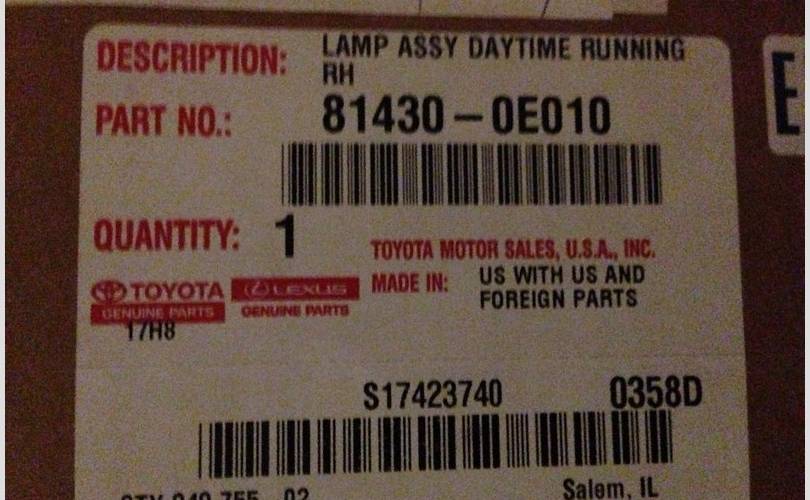 DESCRIPTION: LAMP ASSY DAYTIME RUNNING
RH
PART NO.: 81430-0E010
QUANTITY: 1
TOYOTA MOTOR SALES, U.S.A., INC.
MADE IN: US WITH US AND
FOREIGN PARTS
TOYOTA
GENUINE PARTS
LEXUS
GENUINE PARTS
17H8
S17423740 0358D
Salem, IL
E